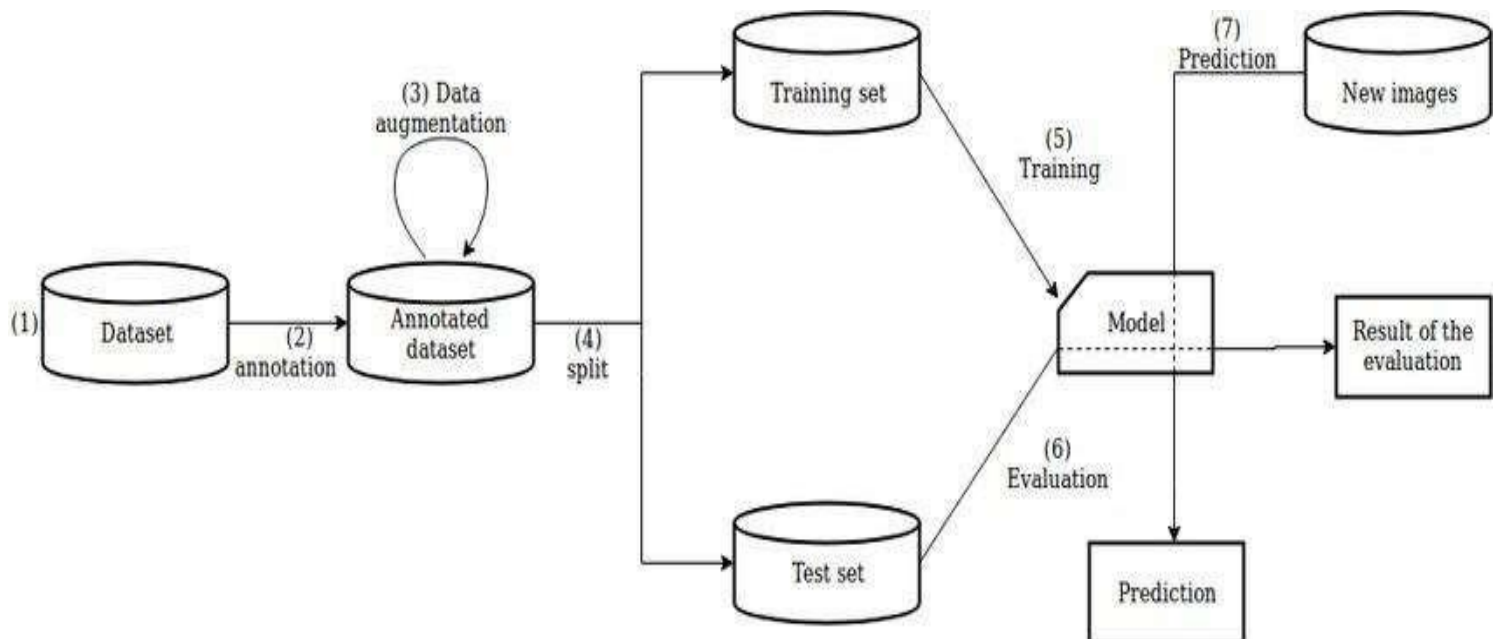 (1)
Dataset
(2)
annotation
(3) Data
augmentation
Annotated
dataset
(4)
split
Training set
Test set
(5)
Training
(6)
Evaluation
Model
(7)
Prediction
New images
Result of the
evaluation
Prediction